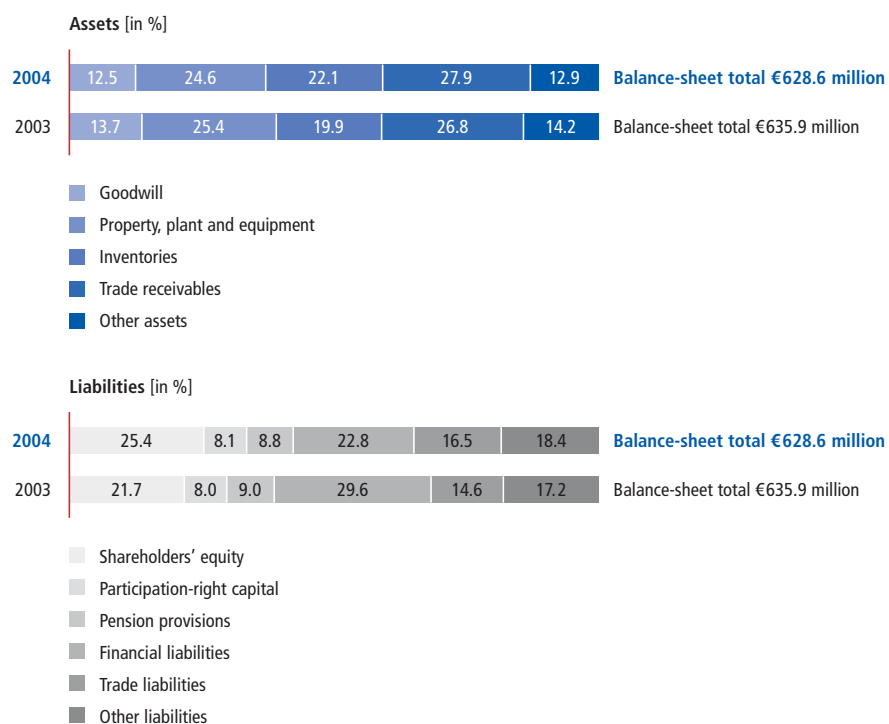 Assets [in %]
2004 12.5 24.6 22.1 27.9 12.9 Balance-sheet total €628.6 million
2003 13.7 25.4 19.9 26.8 14.2 Balance-sheet total €635.9 million
Goodwill
Property, plant and equipment
Inventories
Trade receivables
Other assets
Liabilities [in %]
2004 25.4 8.1 8.8 22.8 16.5 18.4 Balance-sheet total €628.6 million
2003 21.7 8.0 9.0 29.6 14.6 17.2 Balance-sheet total €635.9 million
Shareholders’ equity
Participation-right capital
Pension provisions
Financial liabilities
Trade liabilities
Other liabilities